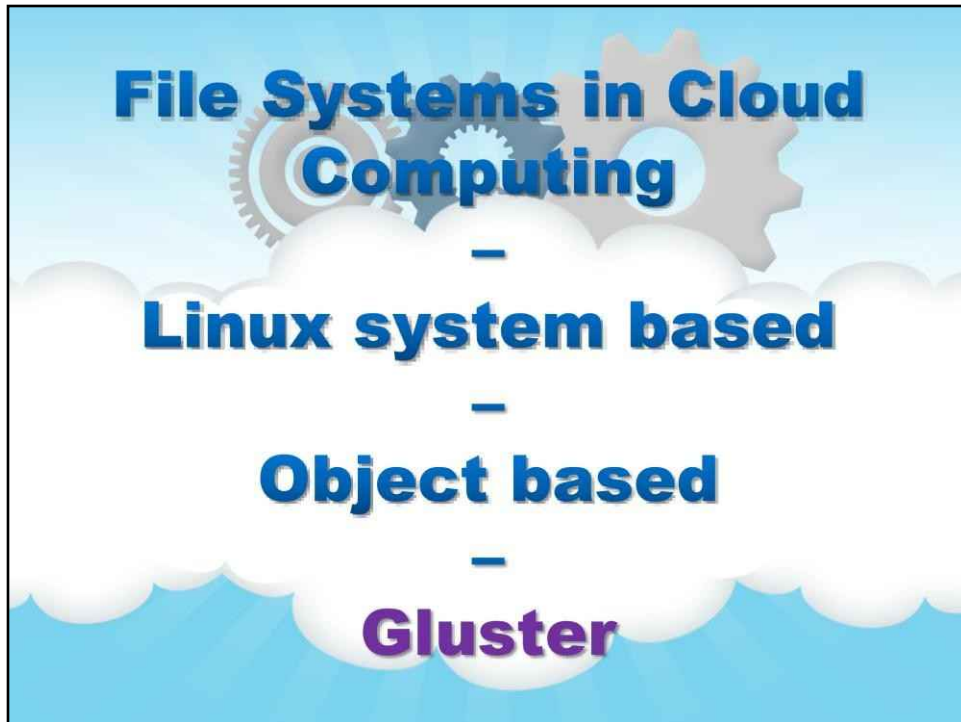 File Systems in Cloud
Computing
–
Linux system based
–
Object based
–
Gluster